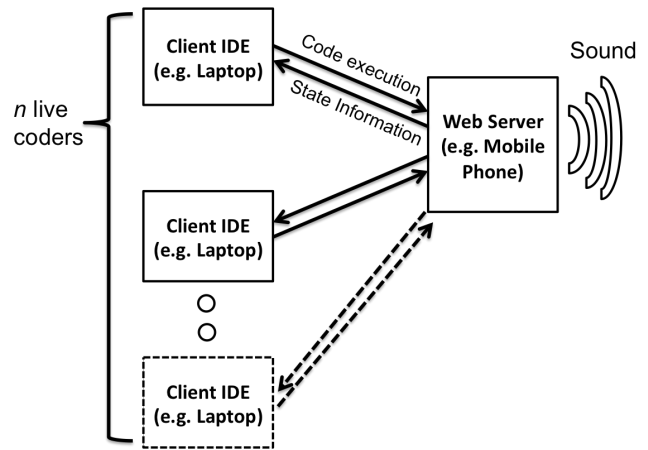 Client IDE
(e.g. Laptop)
Code execution
State Information
Sound
n live
coders
Web Server
(e.g. Mobile
Phone)
Client IDE
(e.g. Laptop)
Client IDE
(e.g. Laptop)